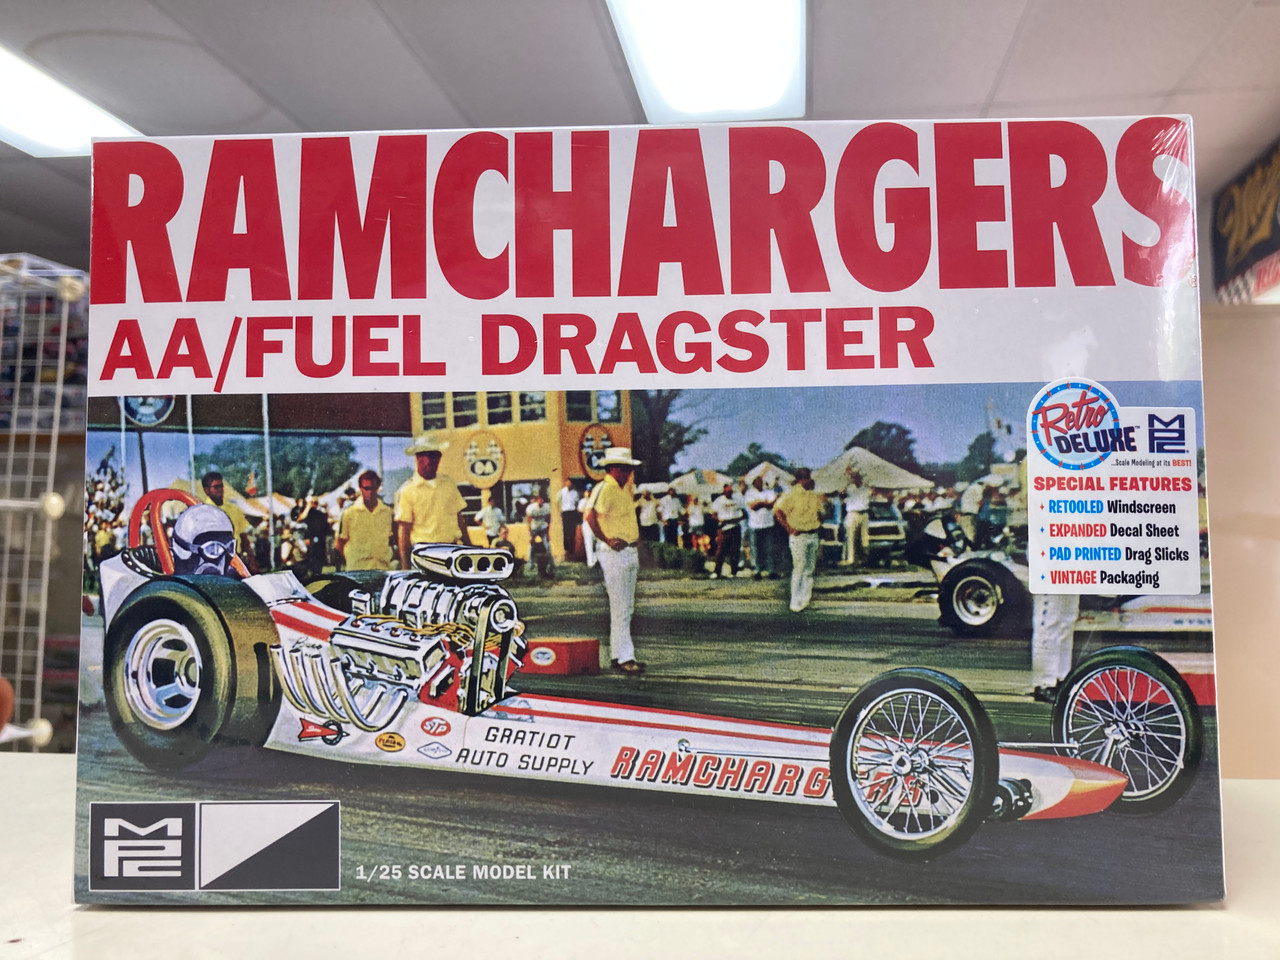 RAMCHARGERS
AA/FUEL DRAGSTER
Retro
DELUXE™
MPC
...Scale Modeling at its BEST!
SPECIAL FEATURES
RETOOLED Windscreen
EXPANDED Decal Sheet
PAD PRINTED Drag Slicks
VINTAGE Packaging
STP
GRATIOT
AUTO SUPPLY
RAMCHARGERS
MPC
1/25 SCALE MODEL KIT